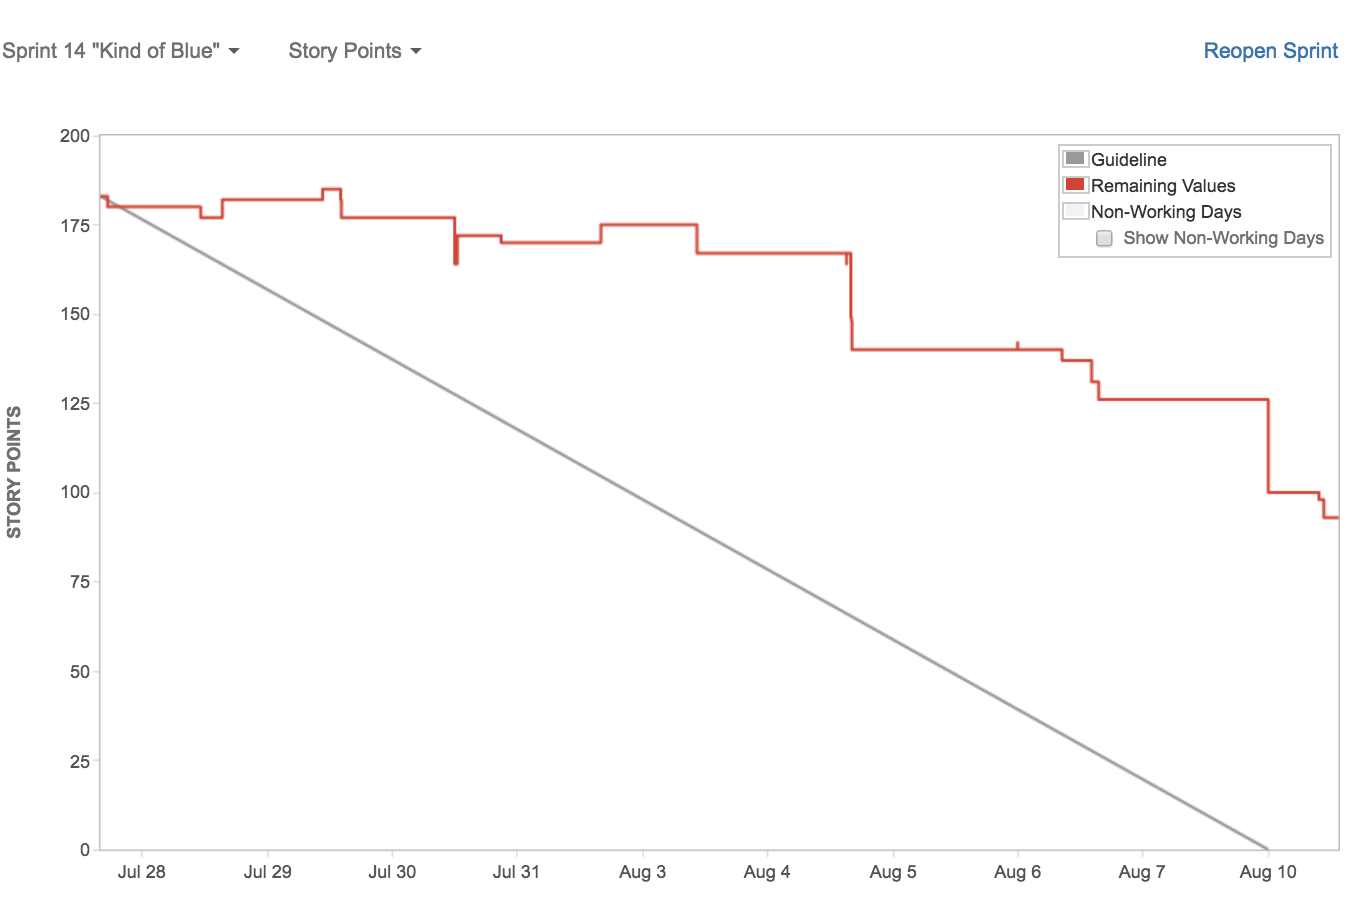 Sprint 14 "Kind of Blue" Story Points Reopen Sprint
200
175
150
125
100
75
50
25
0
STORY POINTS
Guideline
Remaining Values
Non-Working Days
Show Non-Working Days
Jul 28 Jul 29 Jul 30 Jul 31 Aug 3 Aug 4 Aug 5 Aug 6 Aug 7 Aug 10